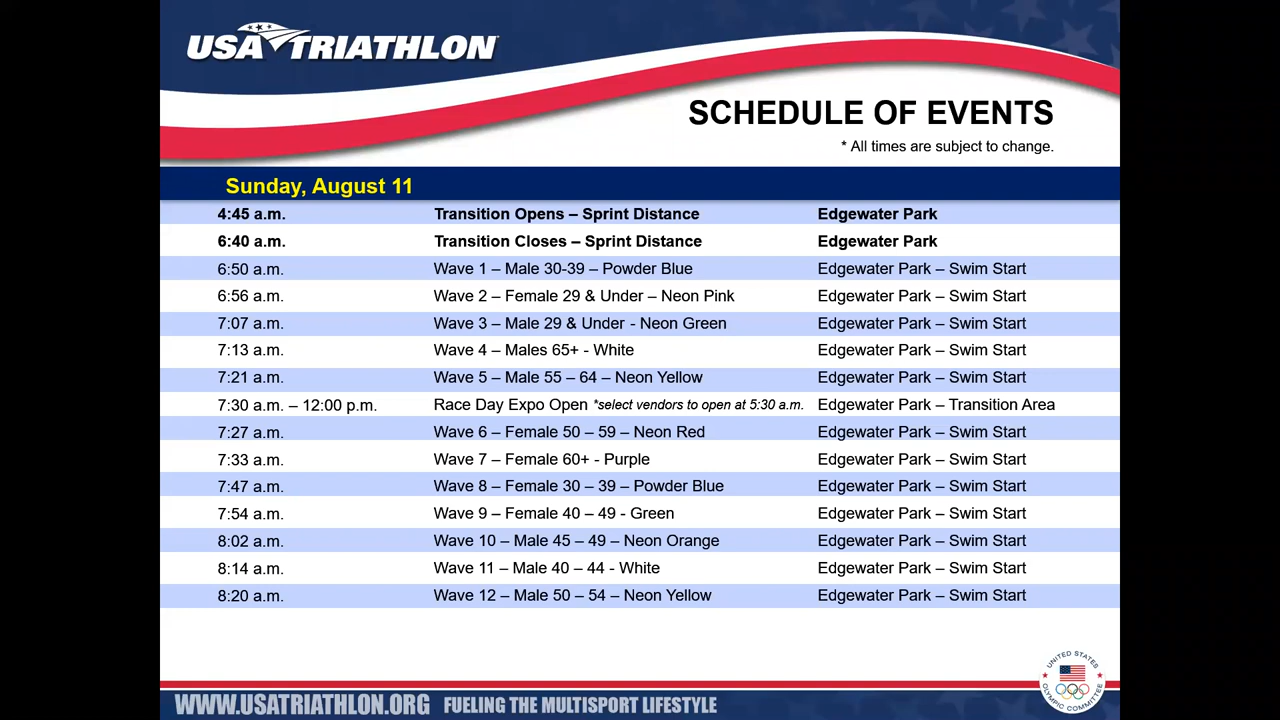 USA TRIATHLON
SCHEDULE OF EVENTS
* All times are subject to change.
Sunday, August 11
4:45 a.m. Transition Opens – Sprint Distance Edgewater Park
6:40 a.m. Transition Closes – Sprint Distance Edgewater Park
6:50 a.m. Wave 1 – Male 30-39 – Powder Blue Edgewater Park – Swim Start
6:56 a.m. Wave 2 – Female 29 & Under – Neon Pink Edgewater Park – Swim Start
7:07 a.m. Wave 3 – Male 29 & Under - Neon Green Edgewater Park – Swim Start
7:13 a.m. Wave 4 – Males 65+ - White Edgewater Park – Swim Start
7:21 a.m. Wave 5 – Male 55 – 64 – Neon Yellow Edgewater Park – Swim Start
7:30 a.m. – 12:00 p.m. Race Day Expo Open *select vendors to open at 5:30 a.m. Edgewater Park – Transition Area
7:27 a.m. Wave 6 – Female 50 – 59 – Neon Red Edgewater Park – Swim Start
7:33 a.m. Wave 7 – Female 60+ - Purple Edgewater Park – Swim Start
7:47 a.m. Wave 8 – Female 30 – 39 – Powder Blue Edgewater Park – Swim Start
7:54 a.m. Wave 9 – Female 40 – 49 - Green Edgewater Park – Swim Start
8:02 a.m. Wave 10 – Male 45 – 49 – Neon Orange Edgewater Park – Swim Start
8:14 a.m. Wave 11 – Male 40 – 44 - White Edgewater Park – Swim Start
8:20 a.m. Wave 12 – Male 50 – 54 – Neon Yellow Edgewater Park – Swim Start
UNITED STATES
OLYMPIC COMMITTEE
WWW.USATRIATHLON.ORG FUELING THE MULTISPORT LIFESTYLE